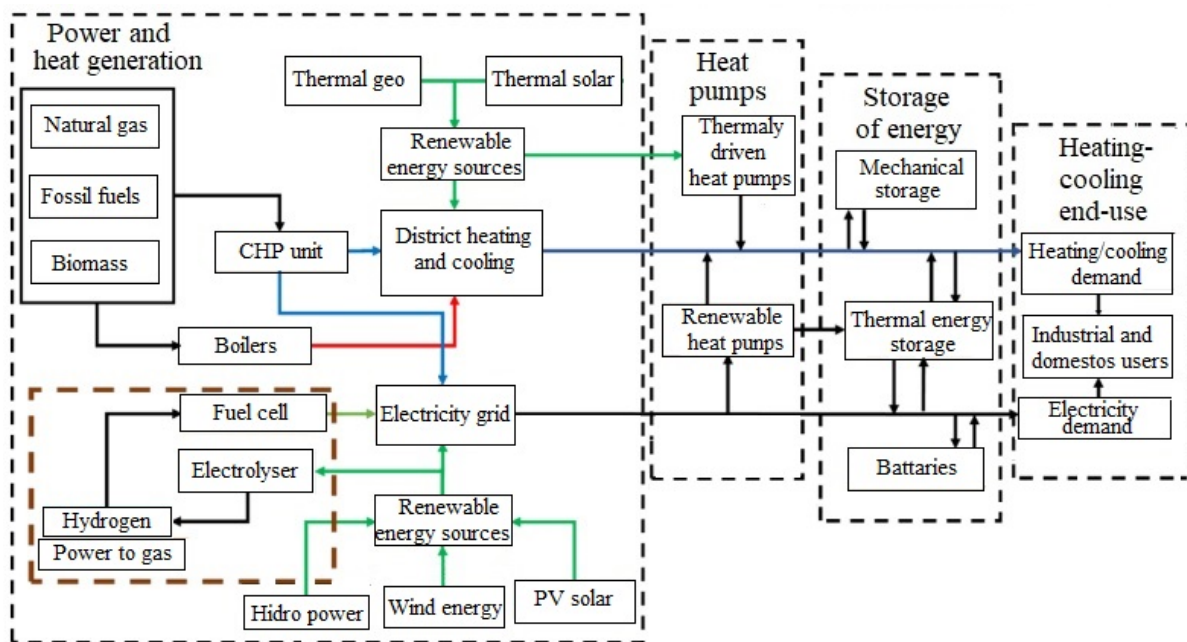 Power and
heat generation
Natural gas
Fossil fuels
Biomass
Thermal geo
Thermal solar
Renewable
energy sources
CHP unit
District heating
and cooling
Boilers
Fuel cell
Electricity grid
Electrolyser
Hydrogen
Power to gas
Renewable
energy sources
Hidro power
Wind energy
PV solar
Heat
pumps
Thermaly
driven
heat pumps
Renewable
heat punps
Storage
of energy
Mechanical
storage
Thermal energy
storage
Battaries
Heating-
cooling
end-use
Heating/cooling
demand
Industrial and
domestos users
Electricity
demand